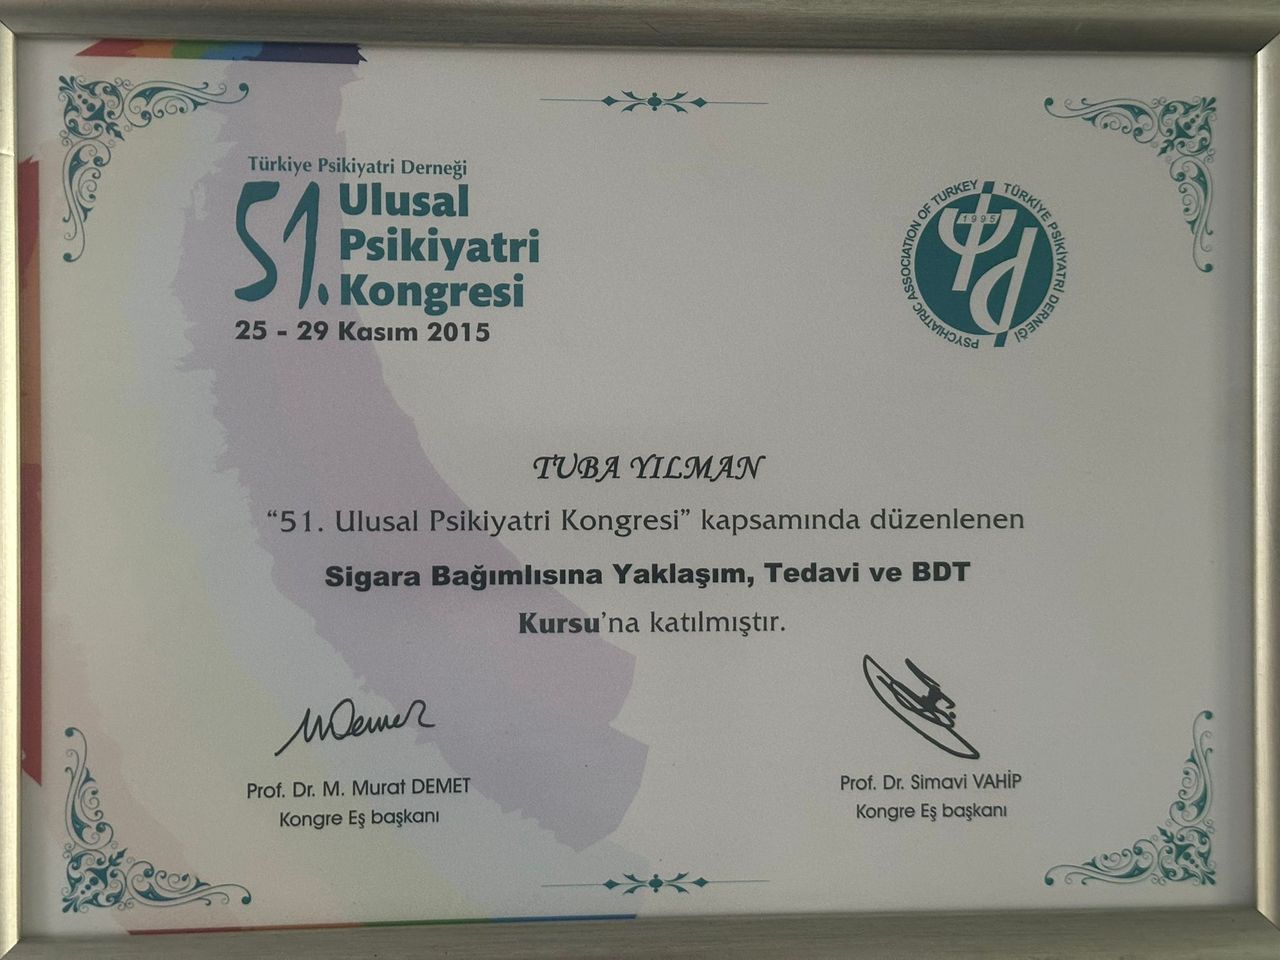 Türkiye Psikiyatri Derneği
51. Ulusal
Psikiyatri
Kongresi
25 - 29 Kasım 2015
PSYCHIATRIC ASSOCIATION OF TURKEY
TÜRKİYE PSİKİYATRİ DERNEĞİ
1995
TUBA YILMAN
“51. Ulusal Psikiyatri Kongresi” kapsamında düzenlenen
Sigara Bağımlısına Yaklaşım, Tedavi ve BDT
Kursu’na katılmıştır.
M Demet
Prof. Dr. M. Murat DEMET
Kongre Eş başkanı
Prof. Dr. Simavi VAHİP
Kongre Eş başkanı